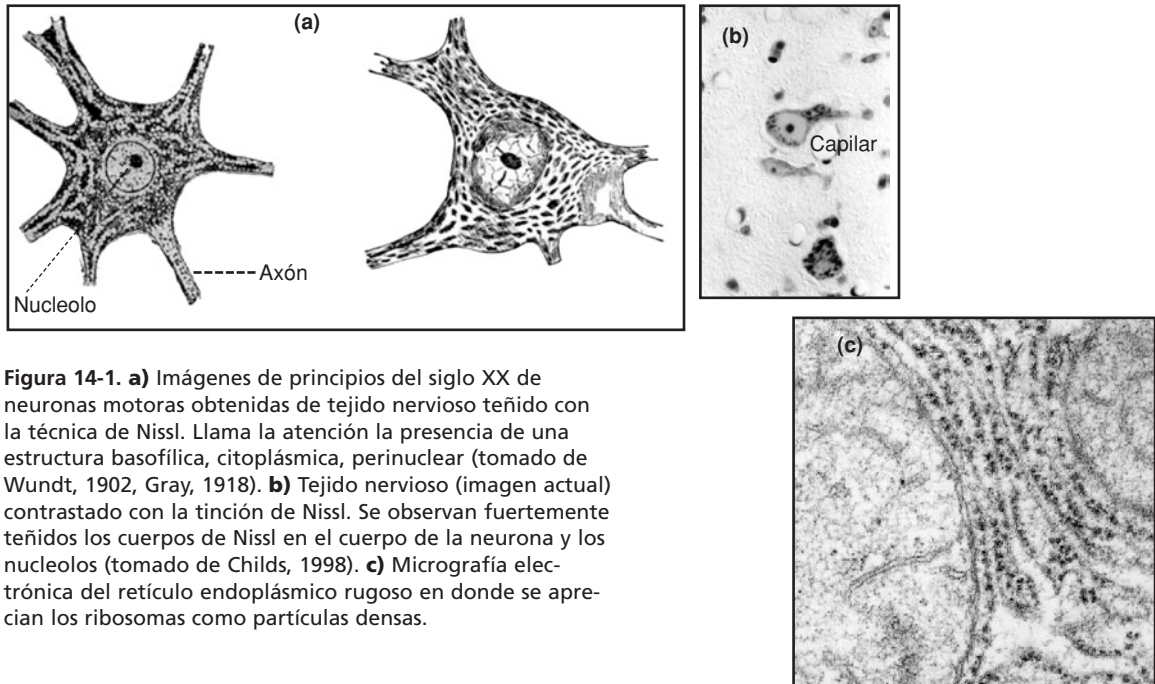 (a)
Axón
Nucleolo
(b)
Capilar
(c)
Figura 14-1. a) Imágenes de principios del siglo XX de
neuronas motoras obtenidas de tejido nervioso teñido con
la técnica de Nissl. Llama la atención la presencia de una
estructura basofílica, citoplásmica, perinuclear (tomado de
Wundt, 1902, Gray, 1918). b) Tejido nervioso (imagen actual)
contrastado con la tinción de Nissl. Se observan fuertemente
teñidos los cuerpos de Nissl en el cuerpo de la neurona y los
nucleolos (tomado de Childs, 1998). c) Micrografía elec-
trónica del retículo endoplásmico rugoso en donde se apre-
cian los ribosomas como partículas densas.